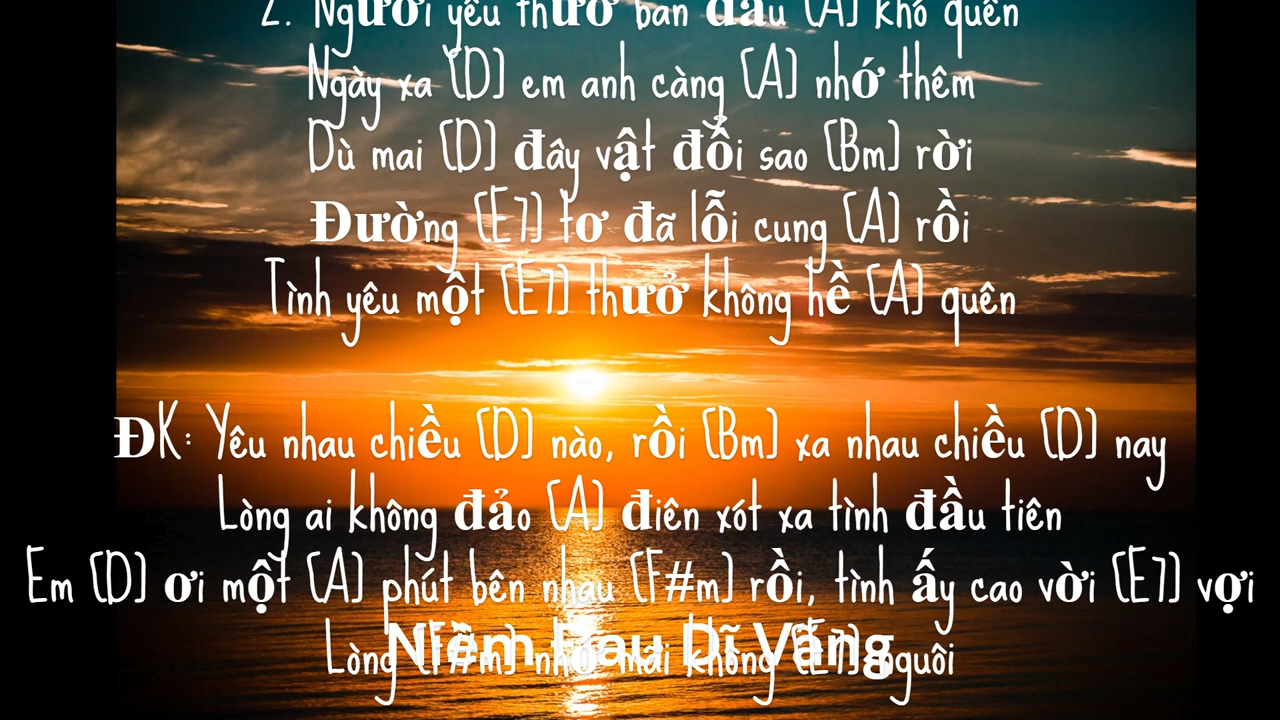 2. Người yêu thuở ban đầu [A] khó quên
Ngày xa [D] em anh càng [A] nhớ thêm
Dù mai [D] đây vật đổi sao [Bm] rời
Đường [E7] tơ đã lỗi cung [A] rồi
Tình yêu một [E7] thưở không hề [A] quên
ĐK: Yêu nhau chiều [D] nào, rồi [Bm] xa nhau chiều [D] nay
Lòng ai không đảo [A] điên xót xa tình đầu tiên
Em [D] ơi một [A] phút bên nhau [F#m] rồi, tình ấy cao vời [E7] vợi
Lòng [F#m] nhớ mãi không [E7] nguôi
Niềm Đau Dĩ Vãng